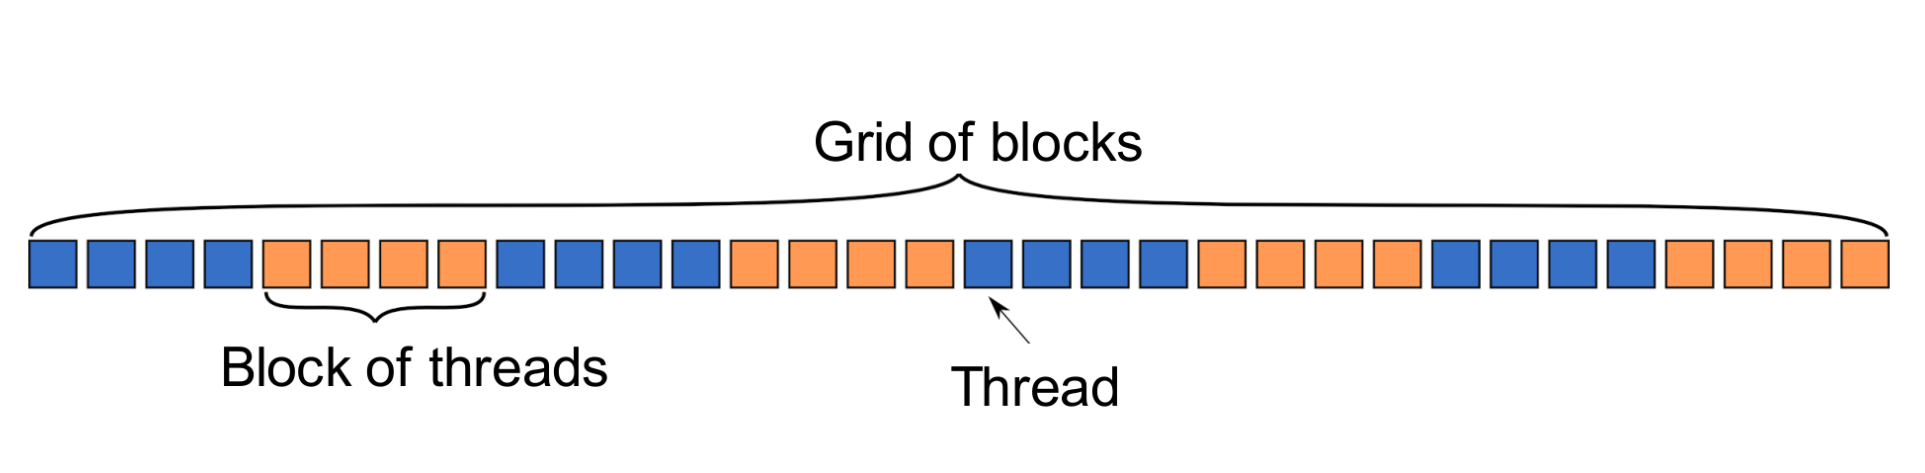 Grid of blocks
Block of threads
Thread